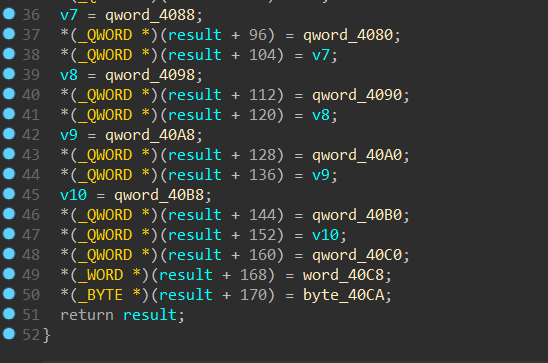 36 v7 = qword_4088;
37 *(_QWORD *)(result + 96) = qword_4080;
38 *(_QWORD *)(result + 104) = v7;
39 v8 = qword_4098;
40 *(_QWORD *)(result + 112) = qword_4090;
41 *(_QWORD *)(result + 120) = v8;
42 v9 = qword_40A8;
43 *(_QWORD *)(result + 128) = qword_40A0;
44 *(_QWORD *)(result + 136) = v9;
45 v10 = qword_40B8;
46 *(_QWORD *)(result + 144) = qword_40B0;
47 *(_QWORD *)(result + 152) = v10;
48 *(_QWORD *)(result + 160) = qword_40C0;
49 *(_WORD *)(result + 168) = word_40C8;
50 *(_BYTE *)(result + 170) = byte_40CA;
51 return result;
52 }